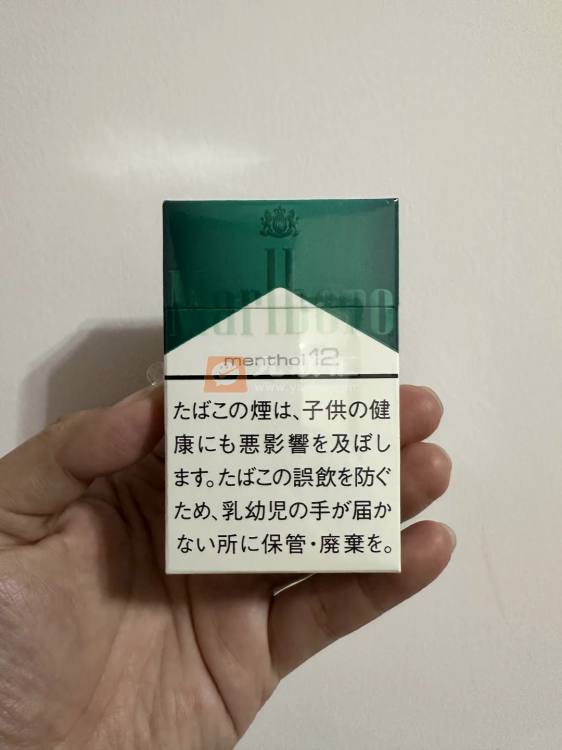 Marlboro
menthol 12
たばこの煙は、子供の健
康にも悪影響を及ぼし
ます。たばこの誤飲を防ぐ
ため、乳幼児の手が届か
ない所に保管・廃棄を。